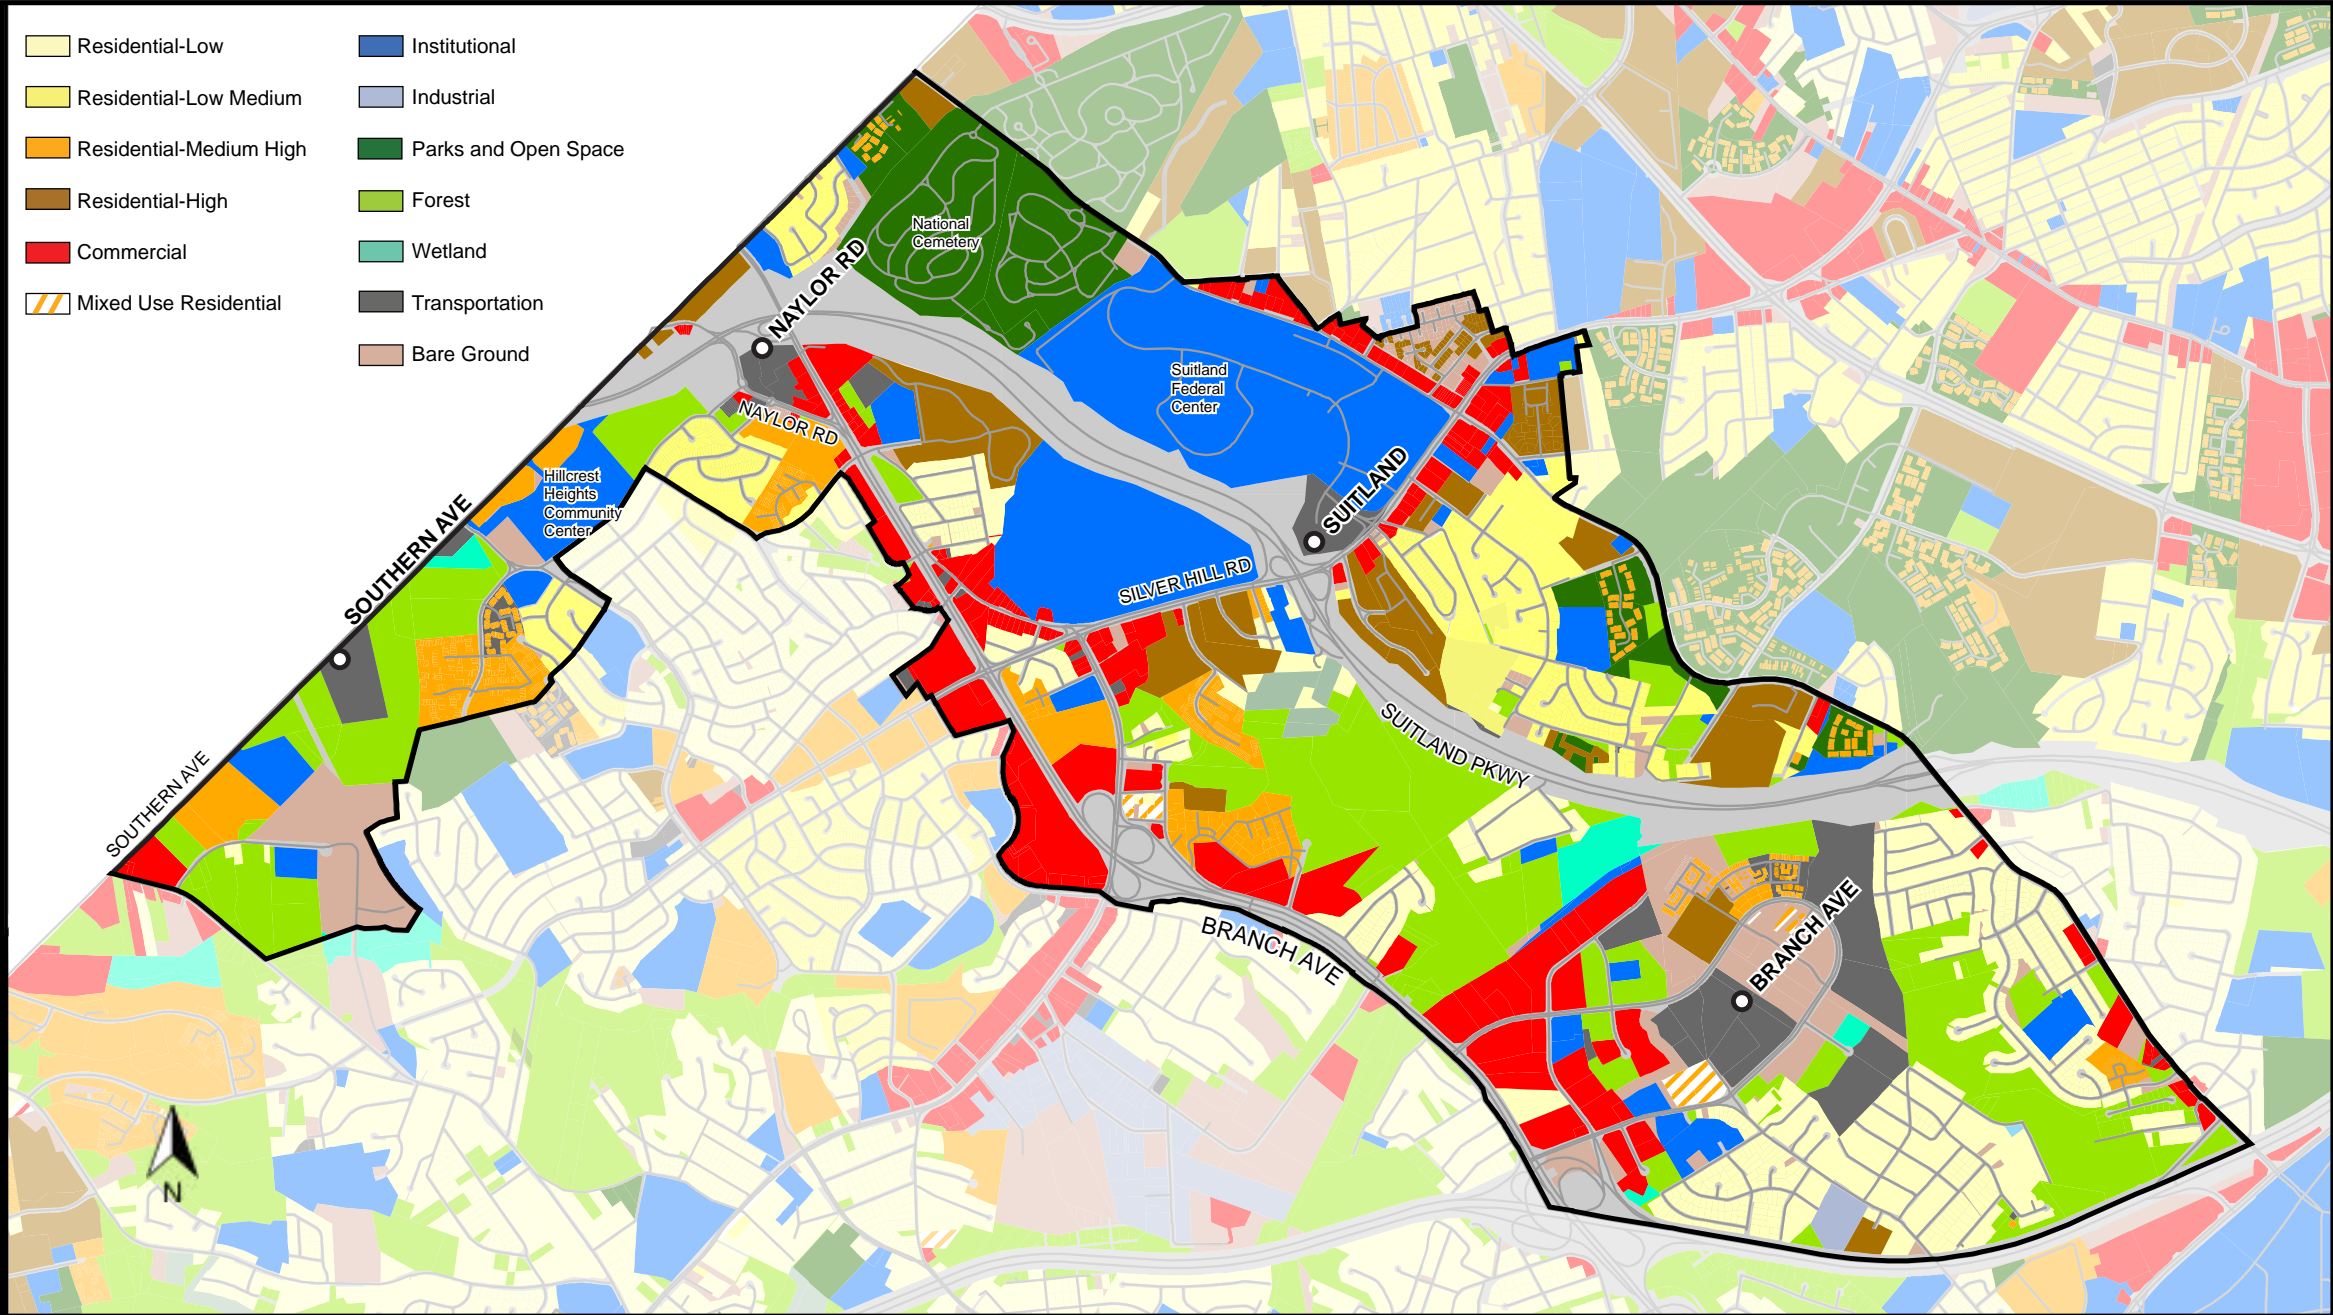 Residential-Low
Residential-Low Medium
Residential-Medium High
Residential-High
Commercial
Mixed Use Residential
Institutional
Industrial
Parks and Open Space
Forest
Wetland
Transportation
Bare Ground
National
Cemetery
NAYLOR RD
Suitland
Federal
Center
NAYLOR RD
SUITLAND
Hillcrest
Heights
Community
Center
SOUTHERN AVE
SILVER HILL RD
SOUTHERN AVE
SUITLAND PKWY
BRANCH AVE
BRANCH AVE
N